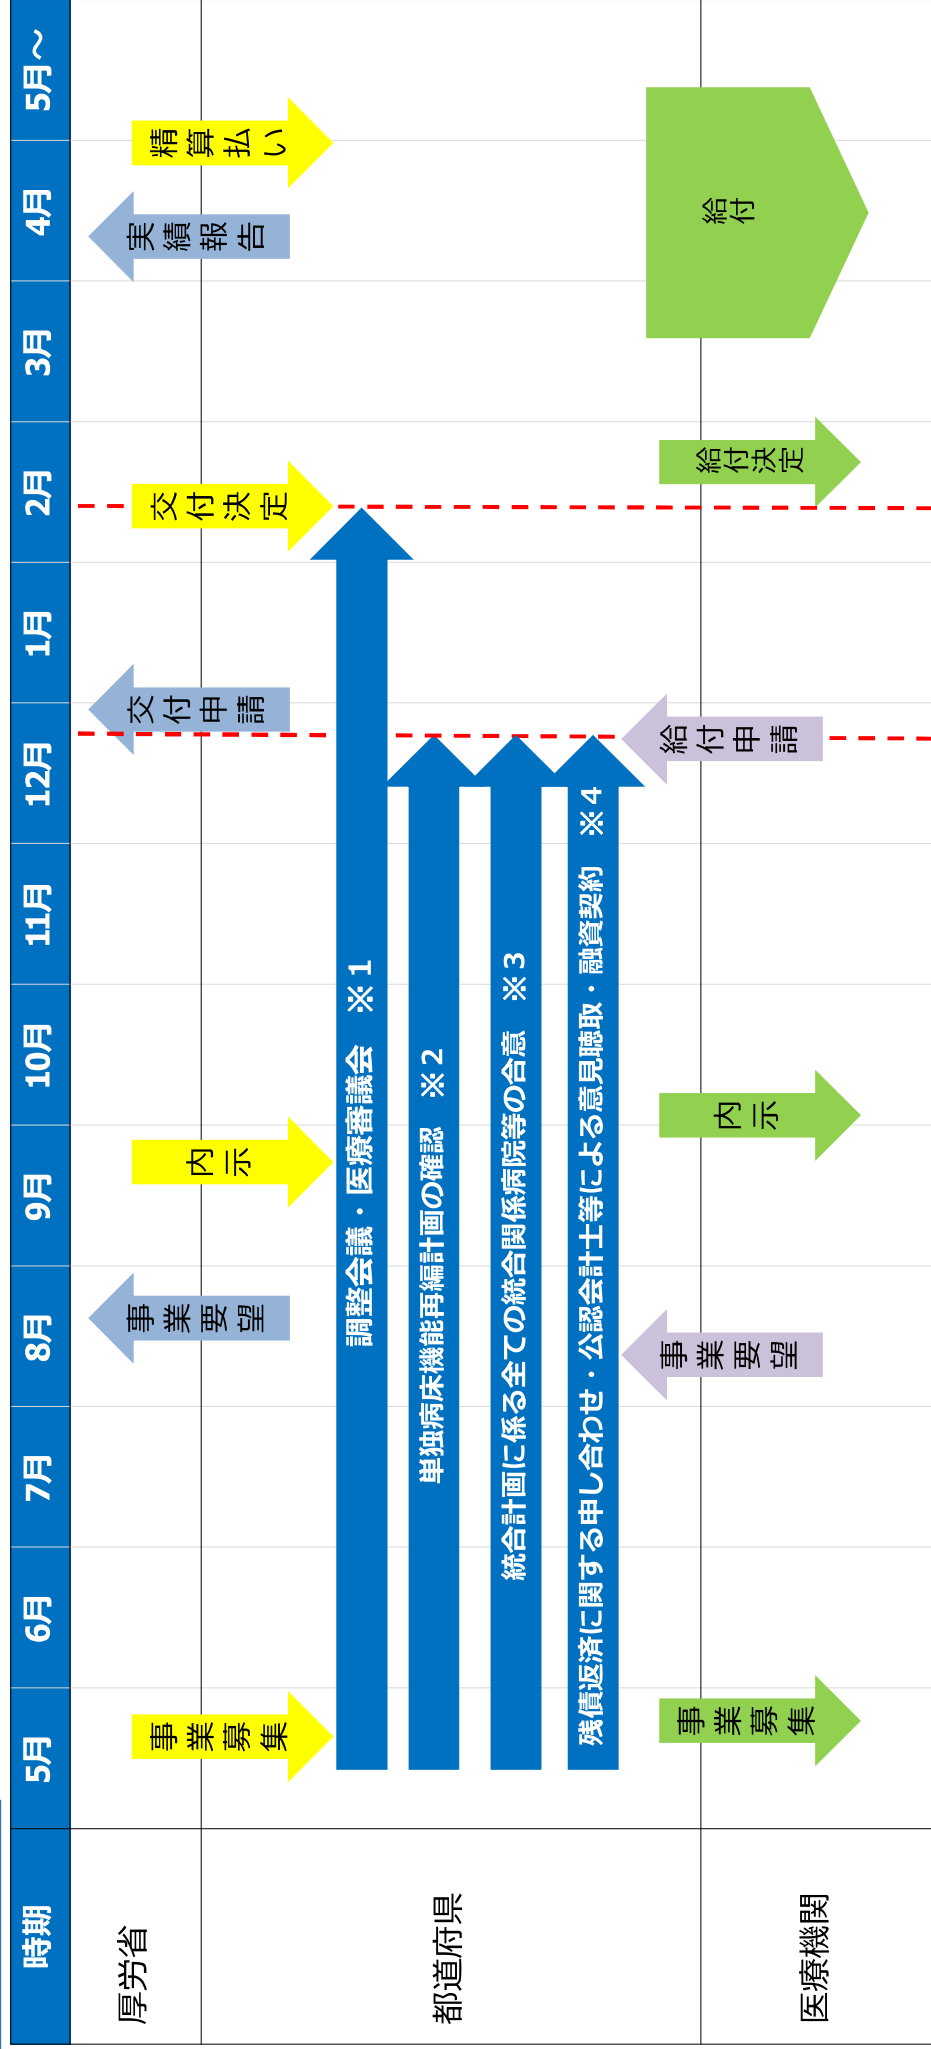 時期
5月
6月
7月
8月
9月
10月
11月
12月
1月
2月
3月
4月
5月～
厚労省
事業募集
事業要望
内示
交付申請
交付決定
実績報告
精算払い
都道府県
調整会議・医療審議会　※1
単独病床機能再編計画の確認　※2
統合計画に係る全ての統合関係病院等の合意　※3
残債返済に関する申し合わせ・公認会計士等による意見聴取・融資契約　※4
医療機関
事業募集
事業要望
内示
給付申請
給付決定
給付